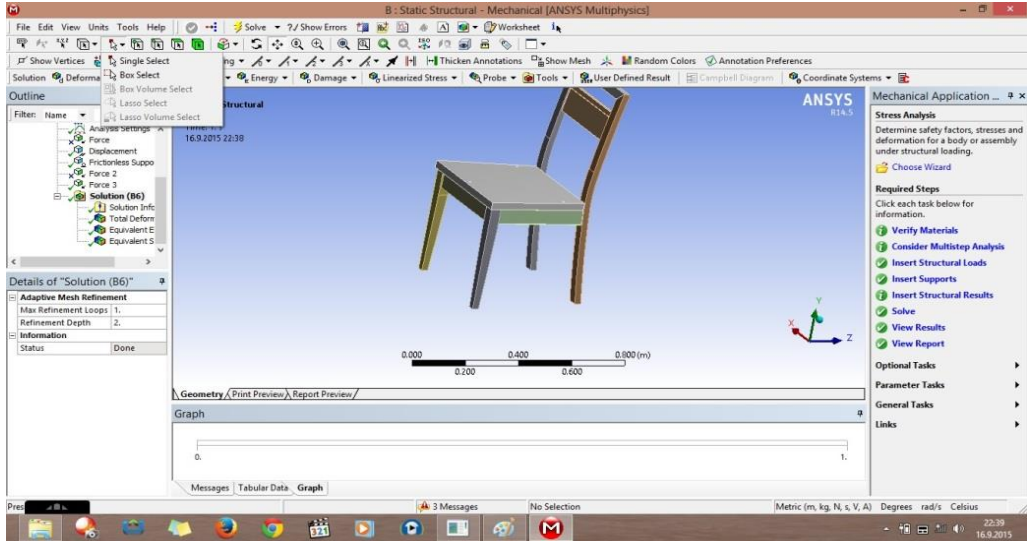 B : Static Structural - Mechanical [ANSYS Multiphysics]
File Edit View Units Tools Help
Solve
?/ Show Errors
Worksheet
Show Vertices
Thicken Annotations
Show Mesh
Random Colors
Annotation Preferences
Single Select
Box Select
Box Volume Select
Lasso Select
Lasso Volume Select
Solution
Energy
Damage
Linearized Stress
Probe
Tools
User Defined Result
Campbell Diagram
Coordinate Systems
Outline
Filter: Name
Analysis Settings
Force
Displacement
Frictionless Suppo
Force 2
Force 3
Solution (B6)
Solution Info
Total Deform
Equivalent E
Equivalent S
Details of "Solution (B6)"
Adaptive Mesh Refinement
Max Refinement Loops 1.
Refinement Depth 2.
Information
Status Done
16.9.2015 22:38
ANSYS
R14.5
Y
X
Z
0.000 0.400 0.800 (m)
0.200 0.600
Geometry Print Preview Report Preview
Graph
0. 1.
Messages Tabular Data Graph
Mechanical Application ...
Stress Analysis
Determine safety factors, stresses and
deformation for a body or assembly
under structural loading.
Choose Wizard
Required Steps
Click each task below for
information.
Verify Materials
Consider Multistep Analysis
Insert Structural Loads
Insert Supports
Insert Structural Results
Solve
View Results
View Report
Optional Tasks
Parameter Tasks
General Tasks
Links
Pres
3 Messages
No Selection
Metric (m, kg, N, s, V, A) Degrees rad/s Celsius
22:39
16.9.2015